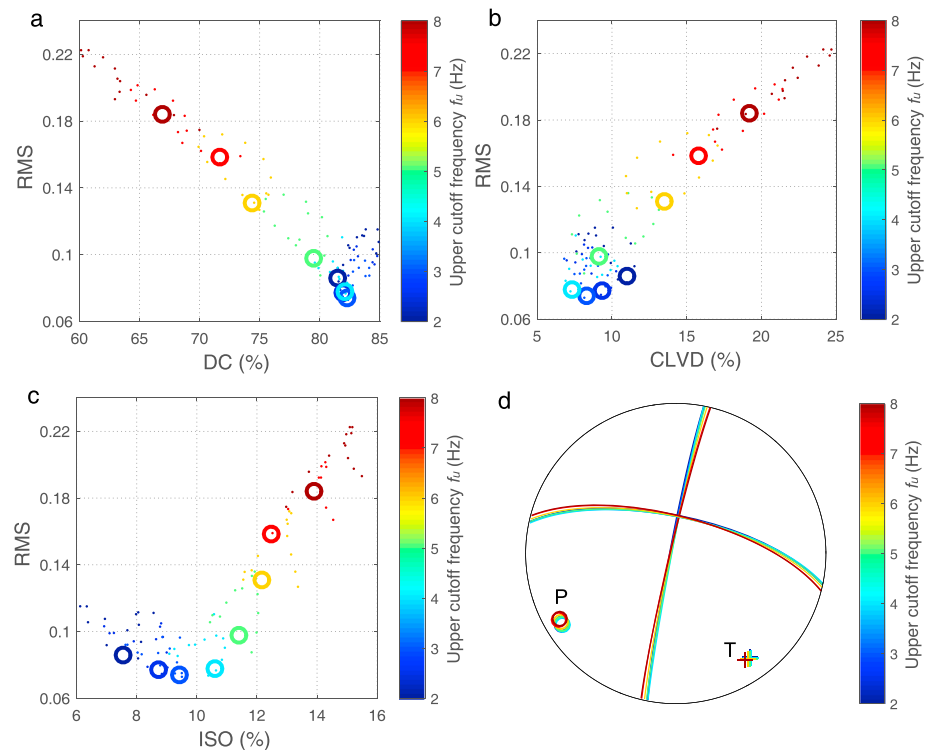 a
RMS
0.22
0.18
0.14
0.1
0.06
60 65 70 75 80 85
DC (%)
8
7
6
5
4
3
2
Upper cutoff frequency fu (Hz)
b
RMS
0.22
0.18
0.14
0.1
0.06
5 10 15 20 25
CLVD (%)
8
7
6
5
4
3
2
Upper cutoff frequency fu (Hz)
c
RMS
0.22
0.18
0.14
0.1
0.06
6 8 10 12 14 16
ISO (%)
8
7
6
5
4
3
2
Upper cutoff frequency fu (Hz)
d
P
T
8
7
6
5
4
3
2
Upper cutoff frequency fu (Hz)